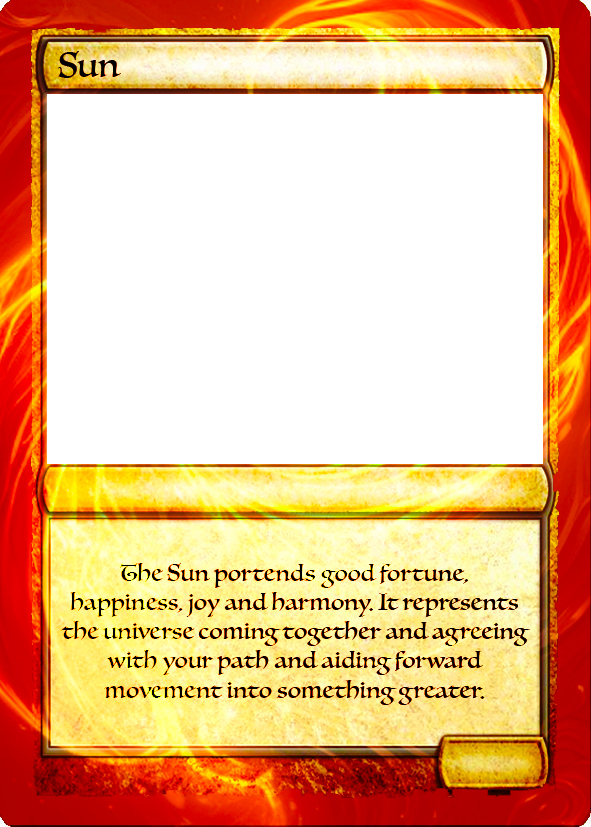 Sun
The Sun portends good fortune,
happiness, joy and harmony. It represents
the universe coming together and agreeing
with your path and aiding forward
movement into something greater.